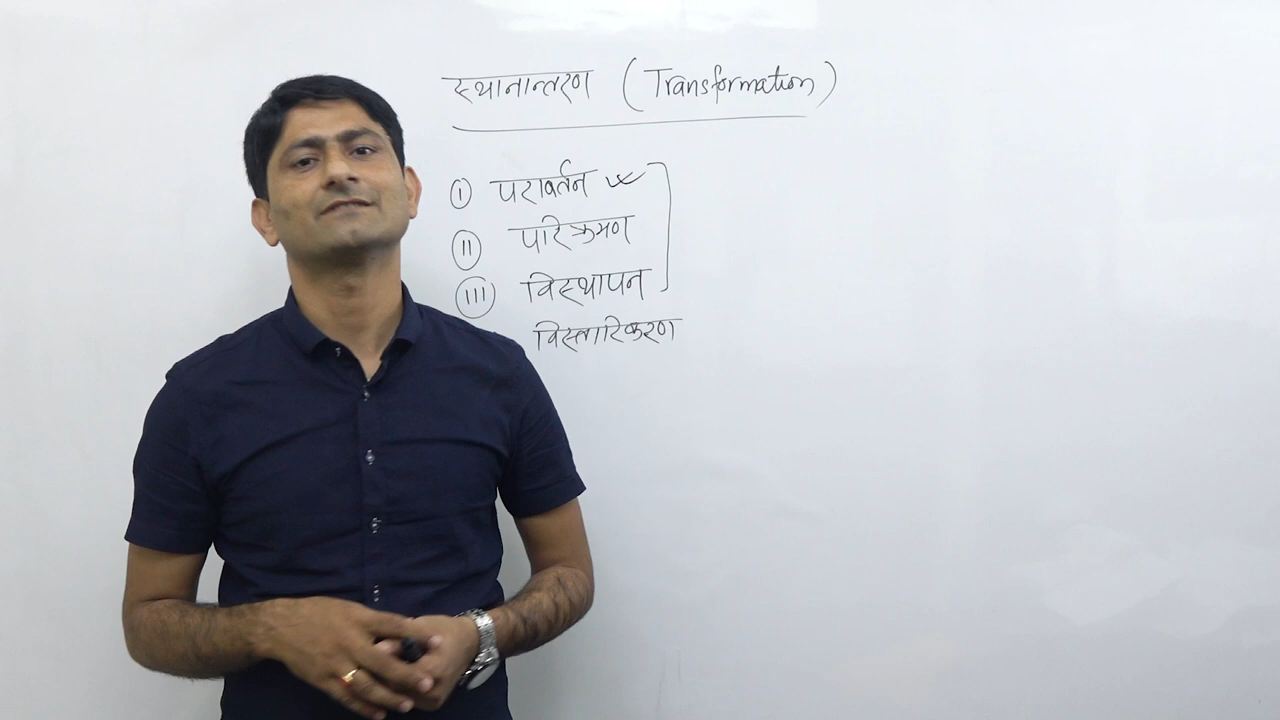 स्थानान्तरण (Transformation)
I परावर्तन
II परिक्रमण
III विस्थापन
विस्तारिकरण